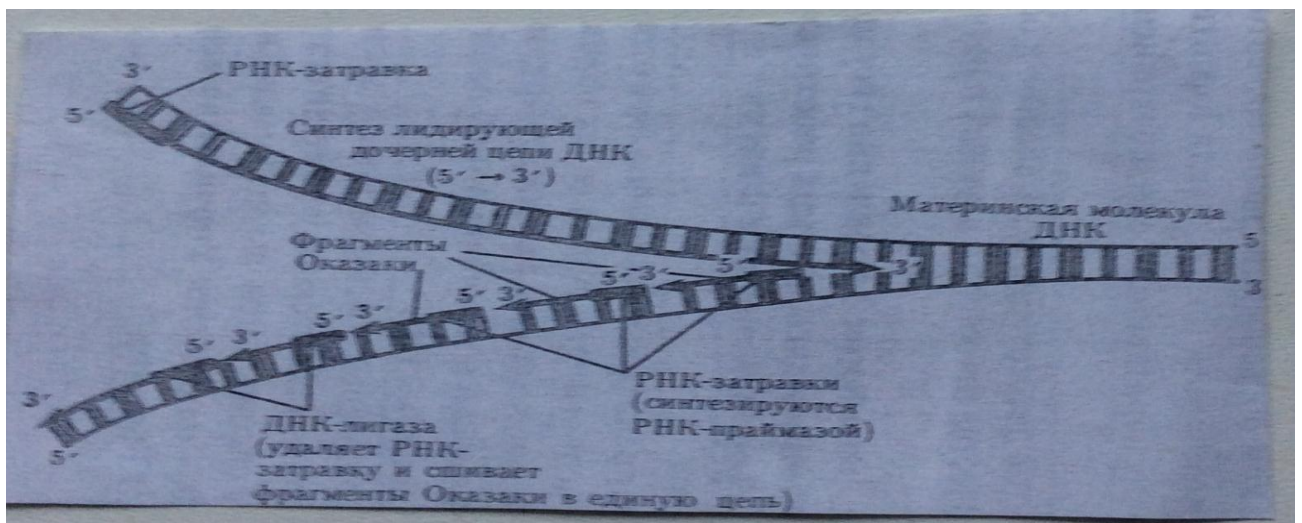 3′
РНК-затравка
5′
Синтез лидирующей
дочерней цепи ДНК
(5′ → 3′)
Материнская молекула
ДНК
Фрагменты
Оказаки
5
3
5′
3′
5′ 3′
5′ 3′
5′ 3′
5′ 3′
3′
5′
РНК-затравки
(синтезируются
РНК-праймазой)
ДНК-лигаза
(удаляет РНК-
затравку и сшивает
фрагменты Оказаки в единую цепь)